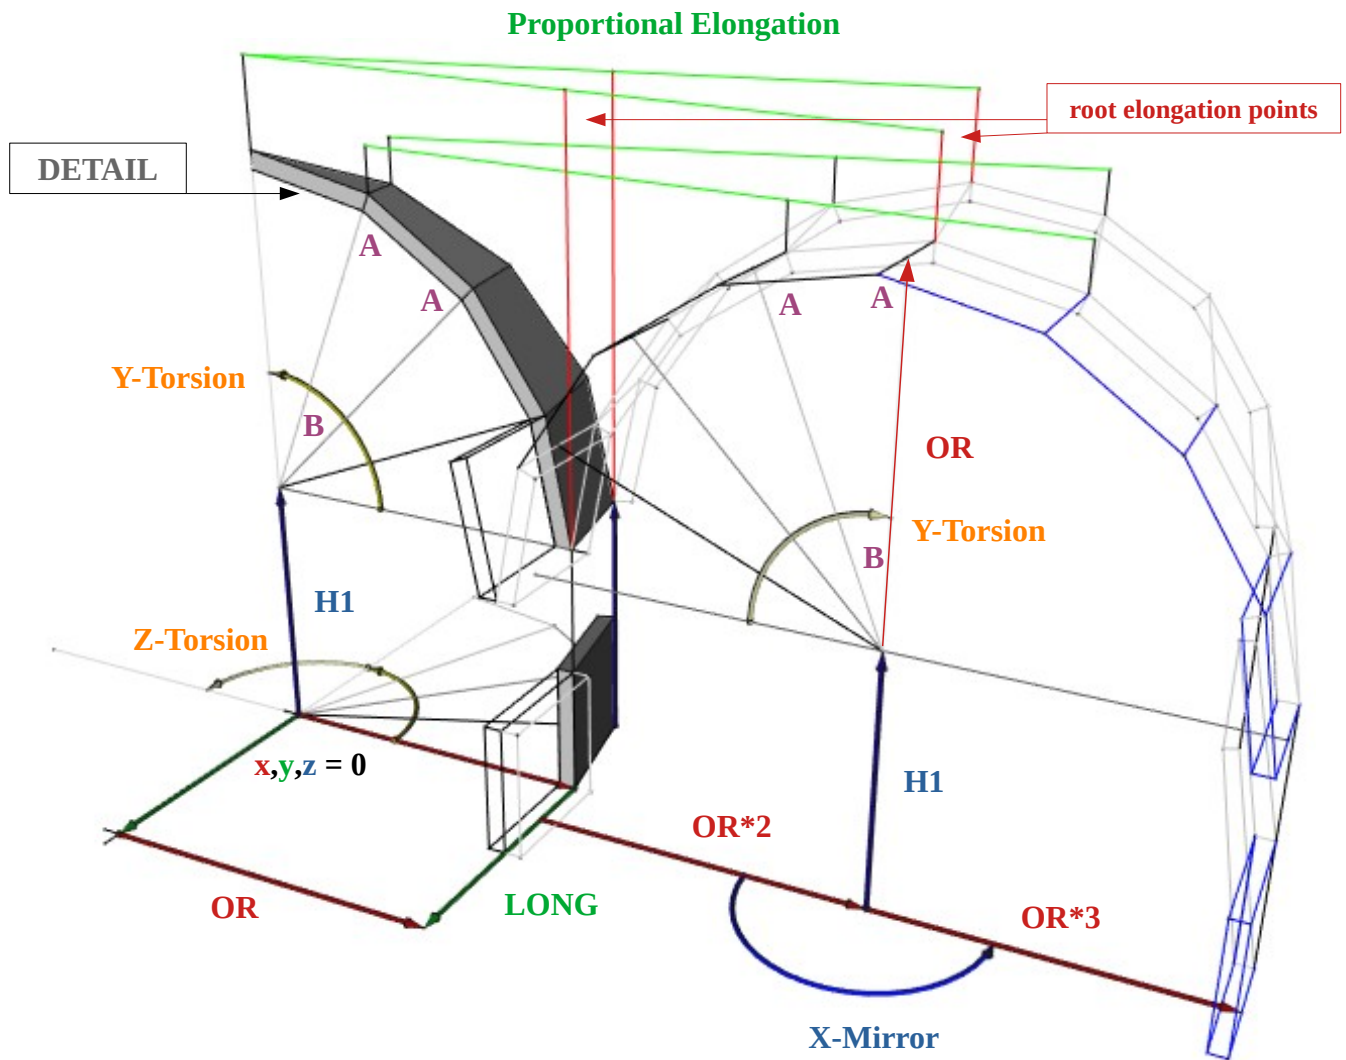 Proportional Elongation
root elongation points
DETAIL
A
A
A
A
Y-Torsion
B
OR
Y-Torsion
B
H1
Z-Torsion
x,y,z = 0
H1
OR*2
OR
LONG
OR*3
X-Mirror